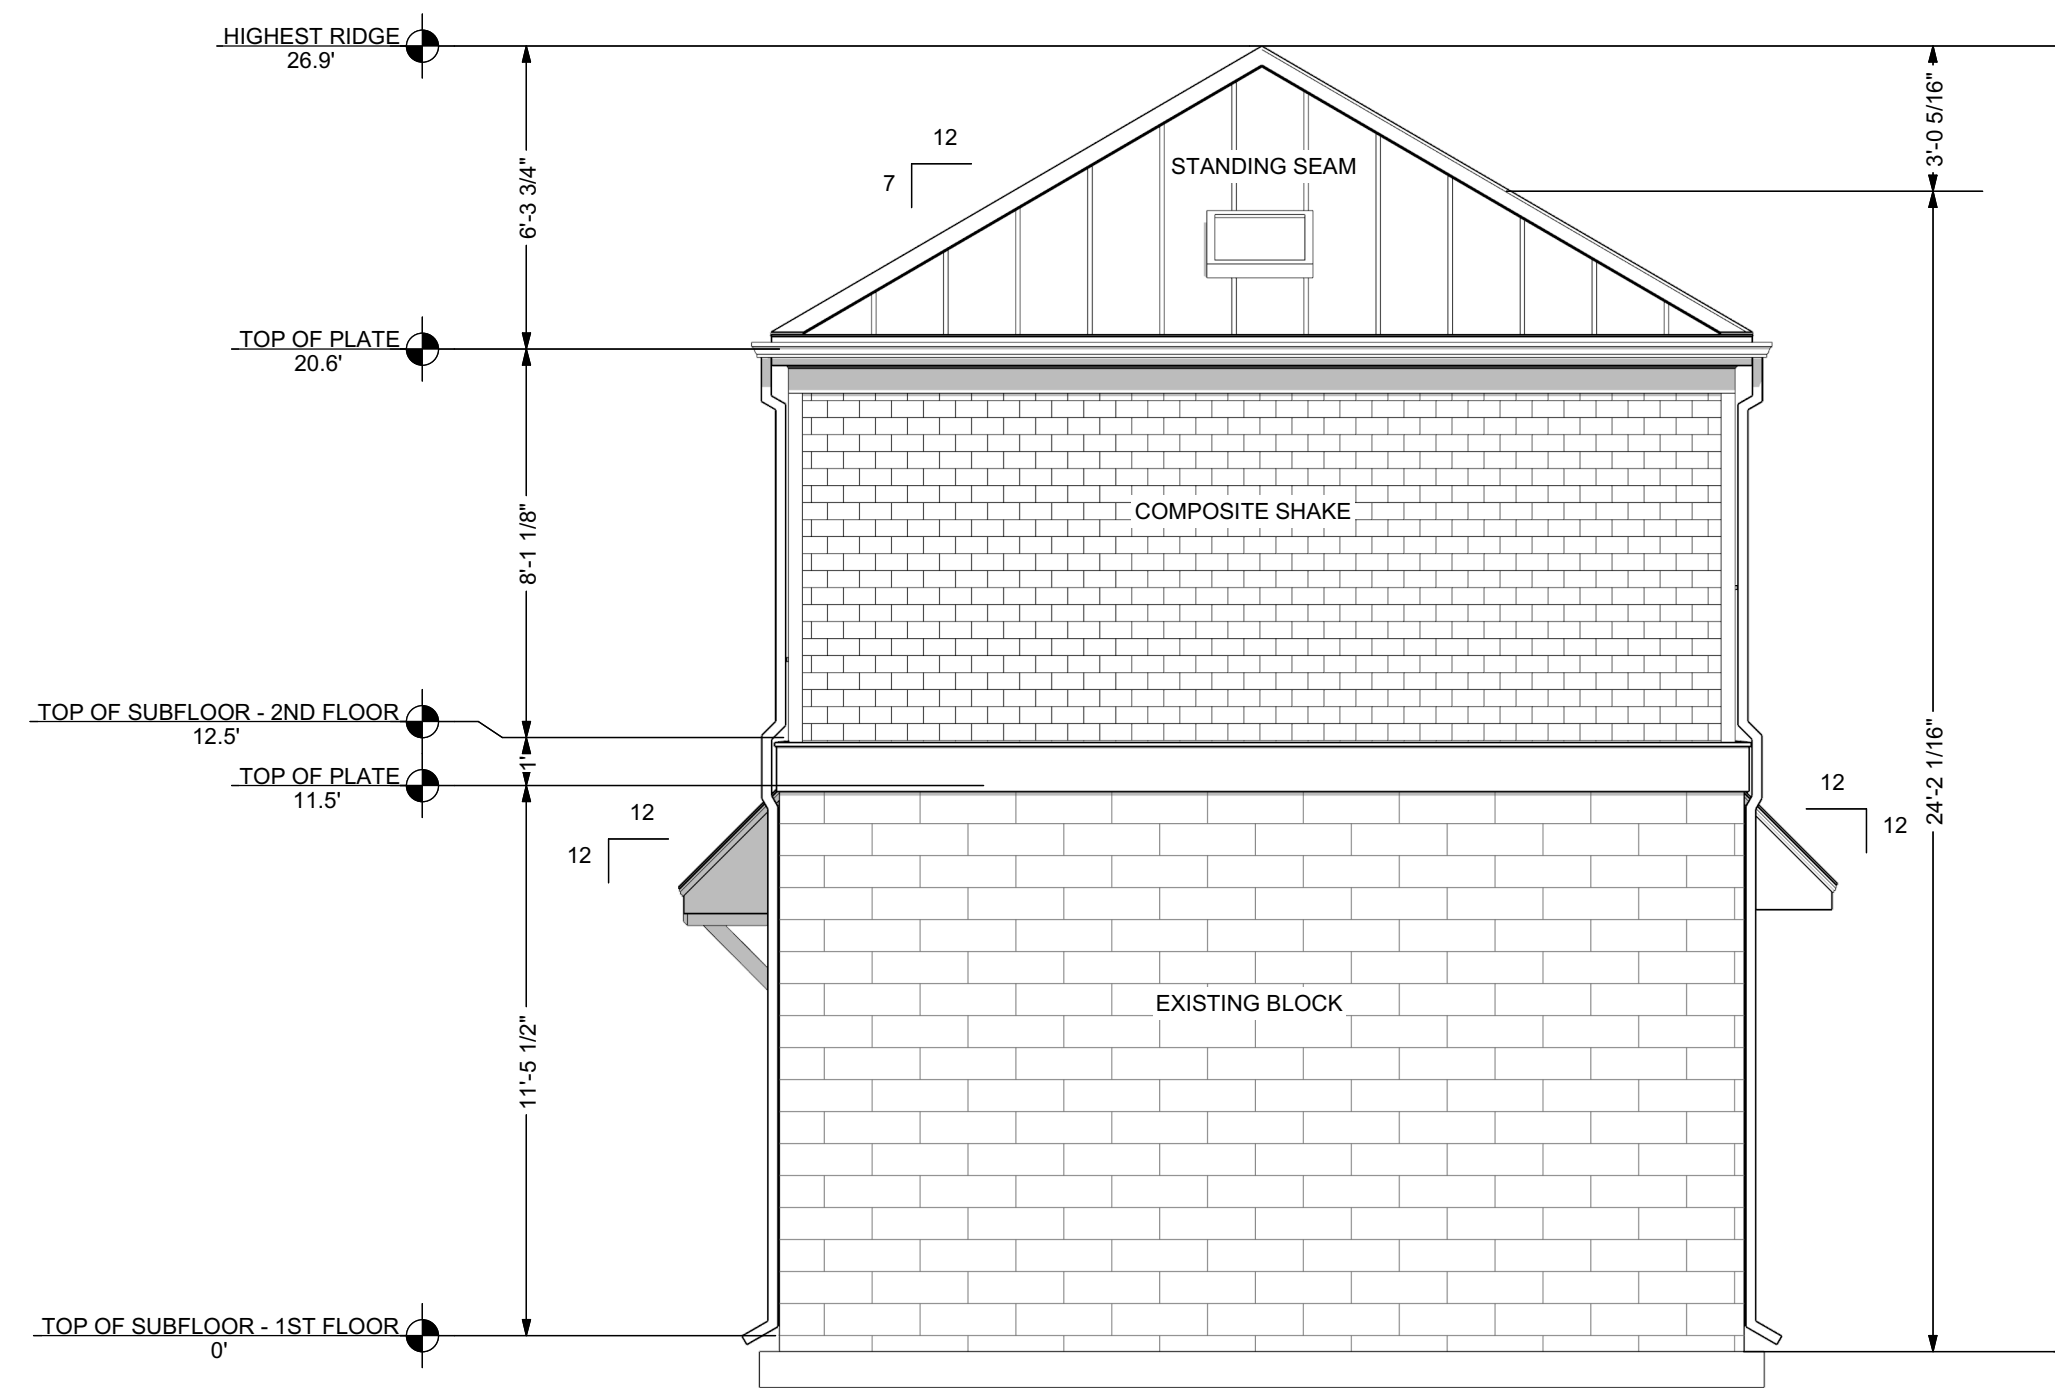 HIGHEST RIDGE
26.9'
6'-3 3/4"
3'-0 5/16"
12
7
STANDING SEAM
TOP OF PLATE
20.6'
8'-1 1/8"
COMPOSITE SHAKE
TOP OF SUBFLOOR - 2ND FLOOR
12.5'
1'
TOP OF PLATE
11.5'
24'-2 1/16"
12
12
12
12
EXISTING BLOCK
11'-5 1/2"
TOP OF SUBFLOOR - 1ST FLOOR
0'